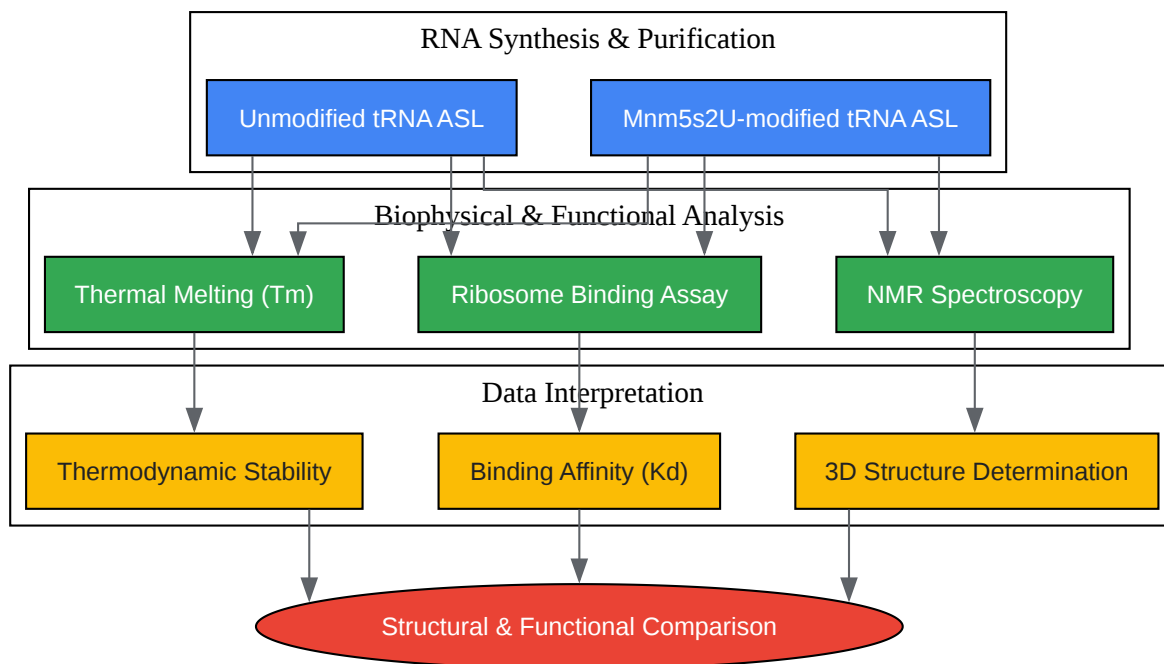 RNA Synthesis & Purification
Unmodified tRNA ASL
Mnm5s2U-modified tRNA ASL
Biophysical & Functional Analysis
Thermal Melting (Tm)
Ribosome Binding Assay
NMR Spectroscopy
Data Interpretation
Thermodynamic Stability
Binding Affinity (Kd)
3D Structure Determination
Structural & Functional Comparison